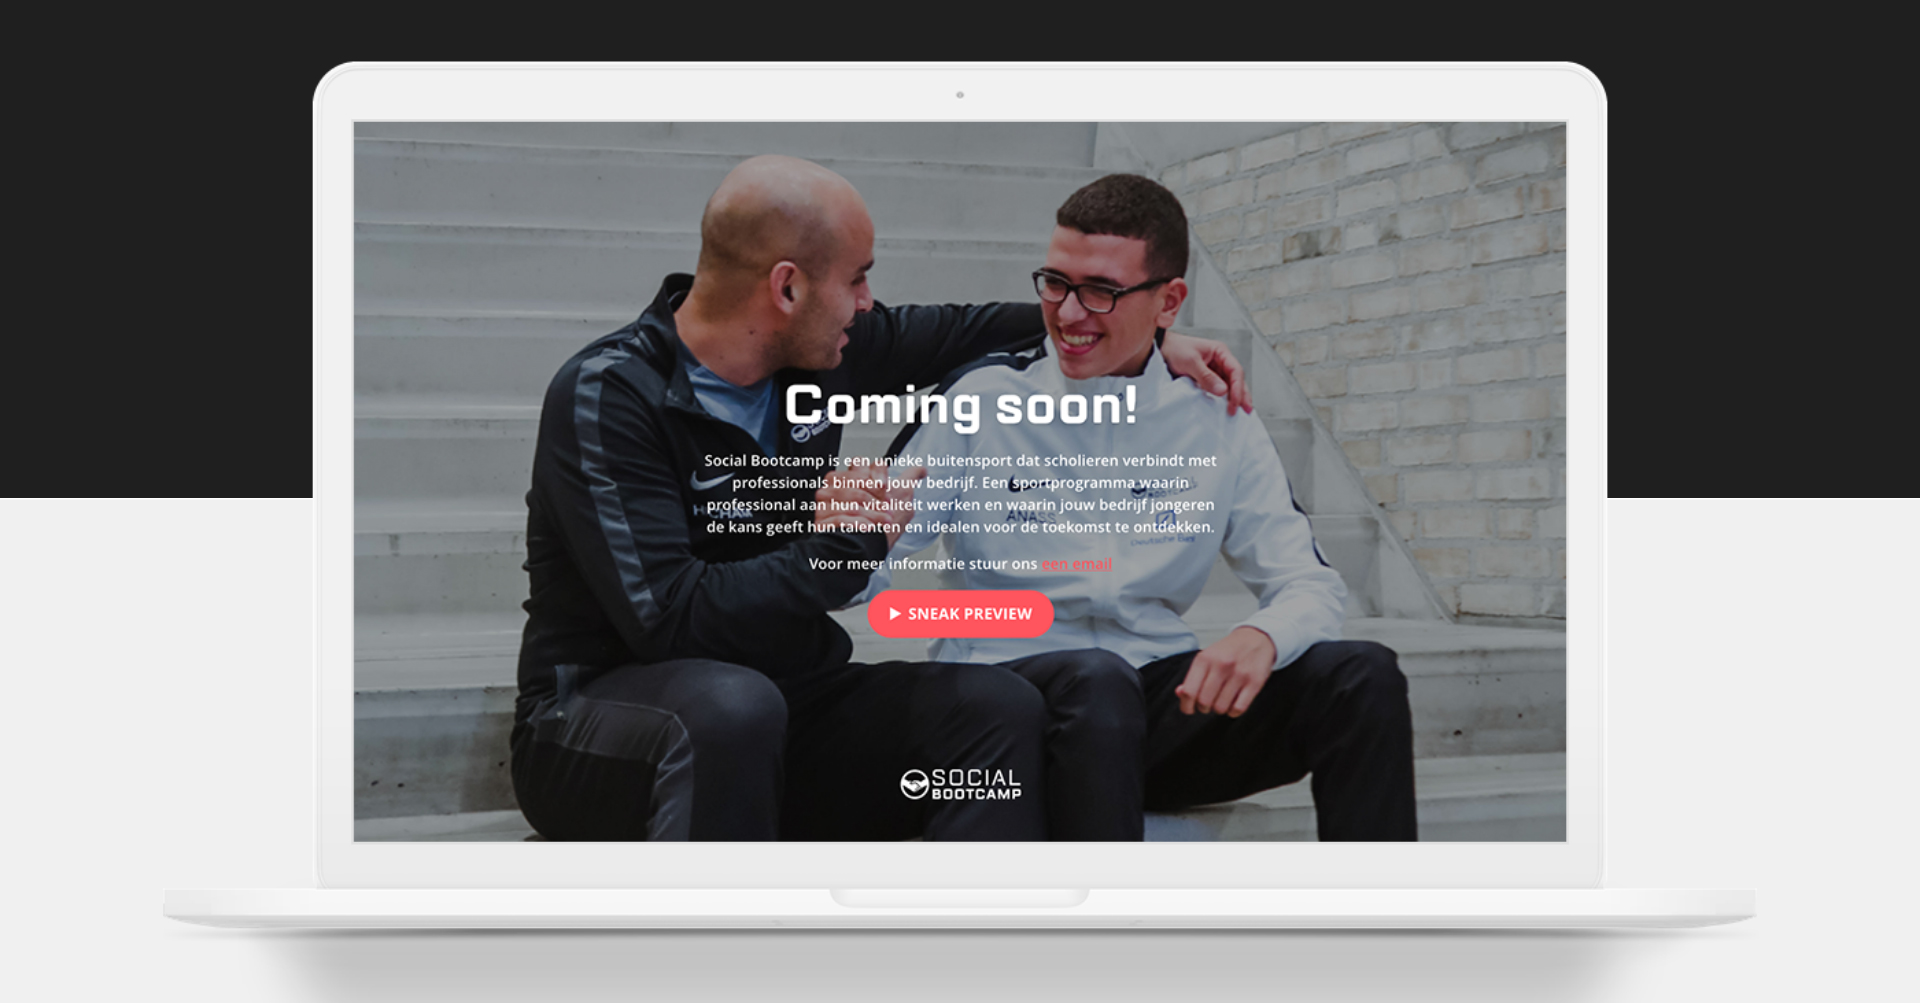 Coming soon!
Social Bootcamp is een unieke buitensport dat scholieren verbindt met
professionals binnen jouw bedrijf. Een sportprogramma waarin
professional aan hun vitaliteit werken en waarin jouw bedrijf jongeren
de kans geeft hun talenten en idealen voor de toekomst te ontdekken.
Voor meer informatie stuur ons een email
SNEAK PREVIEW
SOCIAL
BOOTCAMP
ANASS